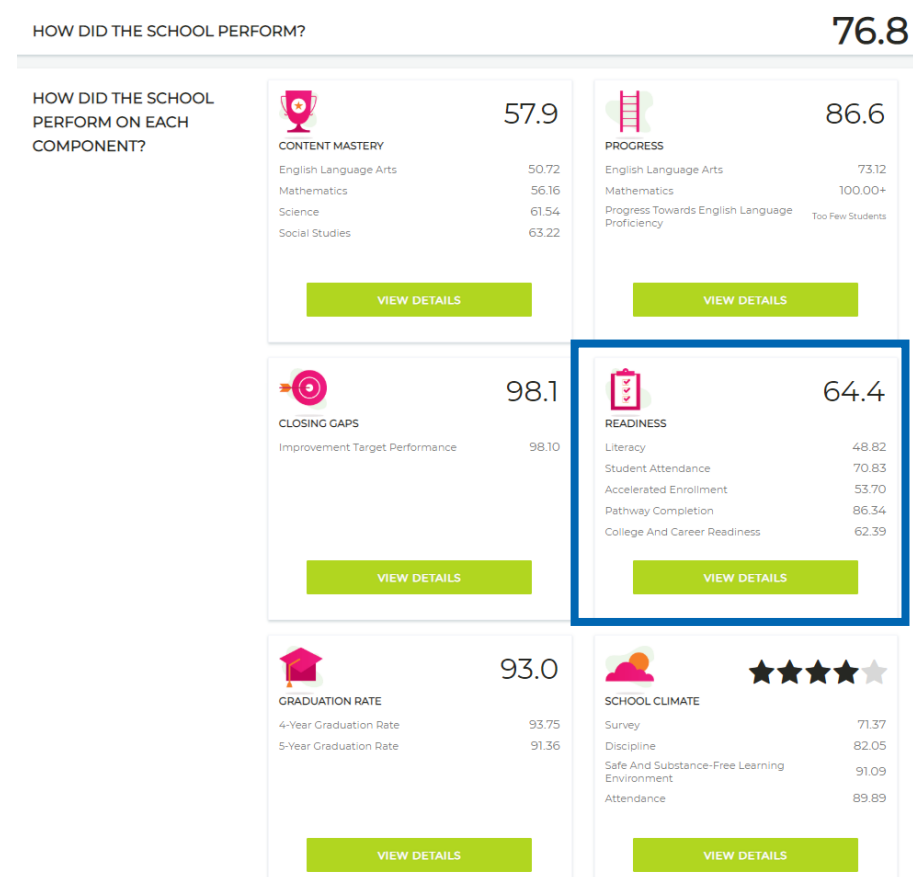 HOW DID THE SCHOOL PERFORM?
76.8
HOW DID THE SCHOOL
PERFORM ON EACH
COMPONENT?
57.9
CONTENT MASTERY
English Language Arts 50.72
Mathematics 56.16
Science 61.54
Social Studies 63.22
VIEW DETAILS
86.6
PROGRESS
English Language Arts 73.12
Mathematics 100.00+
Progress Towards English Language
Proficiency
Too Few Students
VIEW DETAILS
98.1
CLOSING GAPS
Improvement Target Performance 98.10
VIEW DETAILS
64.4
READINESS
Literacy 48.82
Student Attendance 70.83
Accelerated Enrollment 53.70
Pathway Completion 86.34
College And Career Readiness 62.39
VIEW DETAILS
93.0
GRADUATION RATE
4-Year Graduation Rate 93.75
5-Year Graduation Rate 91.36
VIEW DETAILS
SCHOOL CLIMATE
Survey 71.37
Discipline 82.05
Safe And Substance-Free Learning
Environment
91.09
Attendance 89.89
VIEW DETAILS